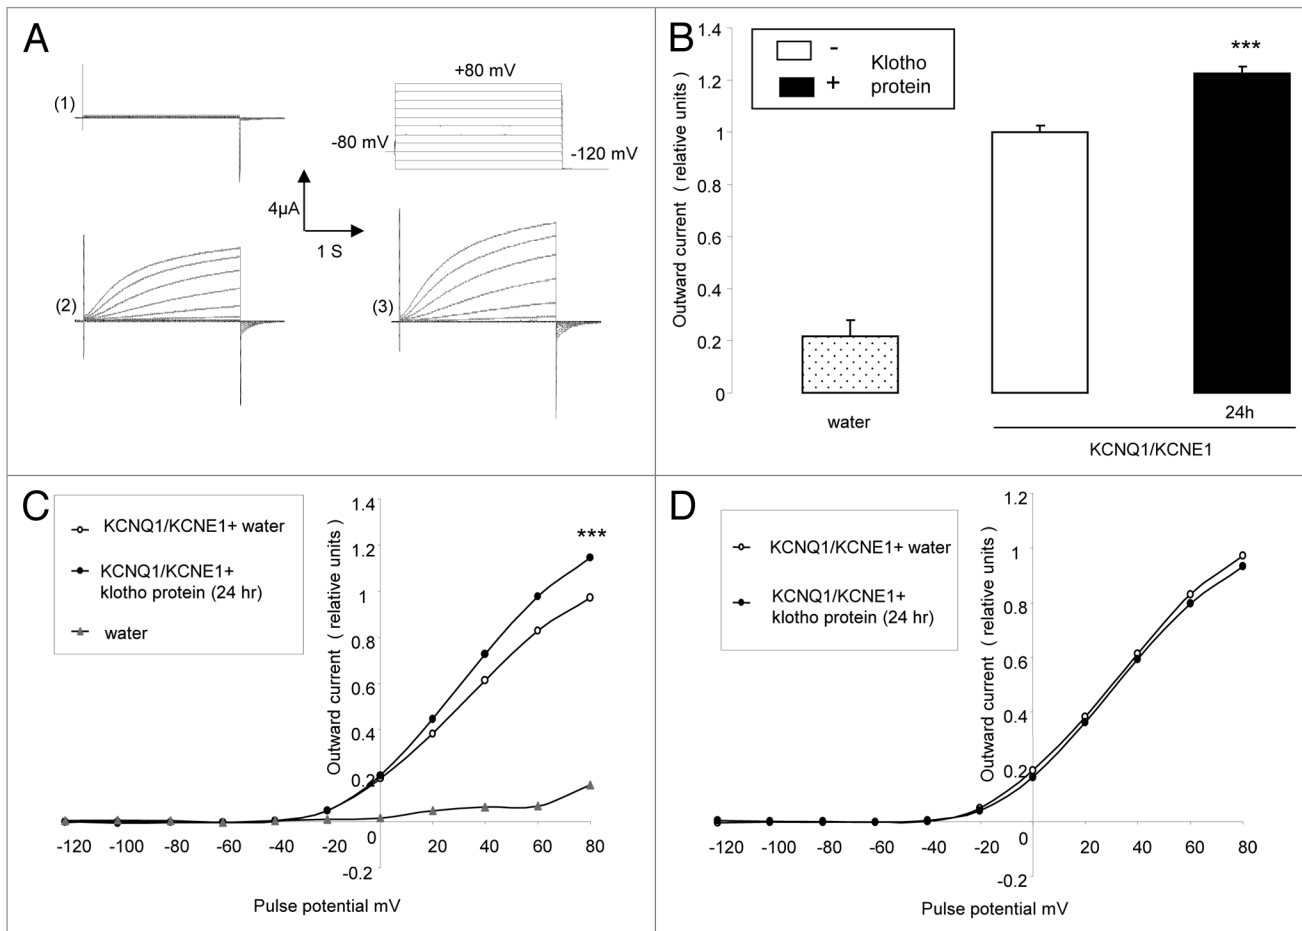 A
(1)
+80 mV
-80 mV
-120 mV
4µA
1 S
(2)
(3)
B
1.4
1.2
1
0.8
0.6
0.4
0.2
0
Outward current ( relative units )
-
+
Klotho
protein
***
water
24h
KCNQ1/KCNE1
C
KCNQ1/KCNE1+ water
KCNQ1/KCNE1+
klotho protein (24 hr)
water
Outward current ( relative units )
1.4
1.2
1
0.8
0.6
0.4
0.2
0
-0.2
***
-120 -100 -80 -60 -40 -20 20 40 60 80
Pulse potential mV
D
KCNQ1/KCNE1+ water
KCNQ1/KCNE1+
klotho protein (24 hr)
Outward current ( relative units )
1.2
1
0.8
0.6
0.4
0.2
0
-0.2
-120 -100 -80 -60 -40 -20 20 40 60 80
Pulse potential mV